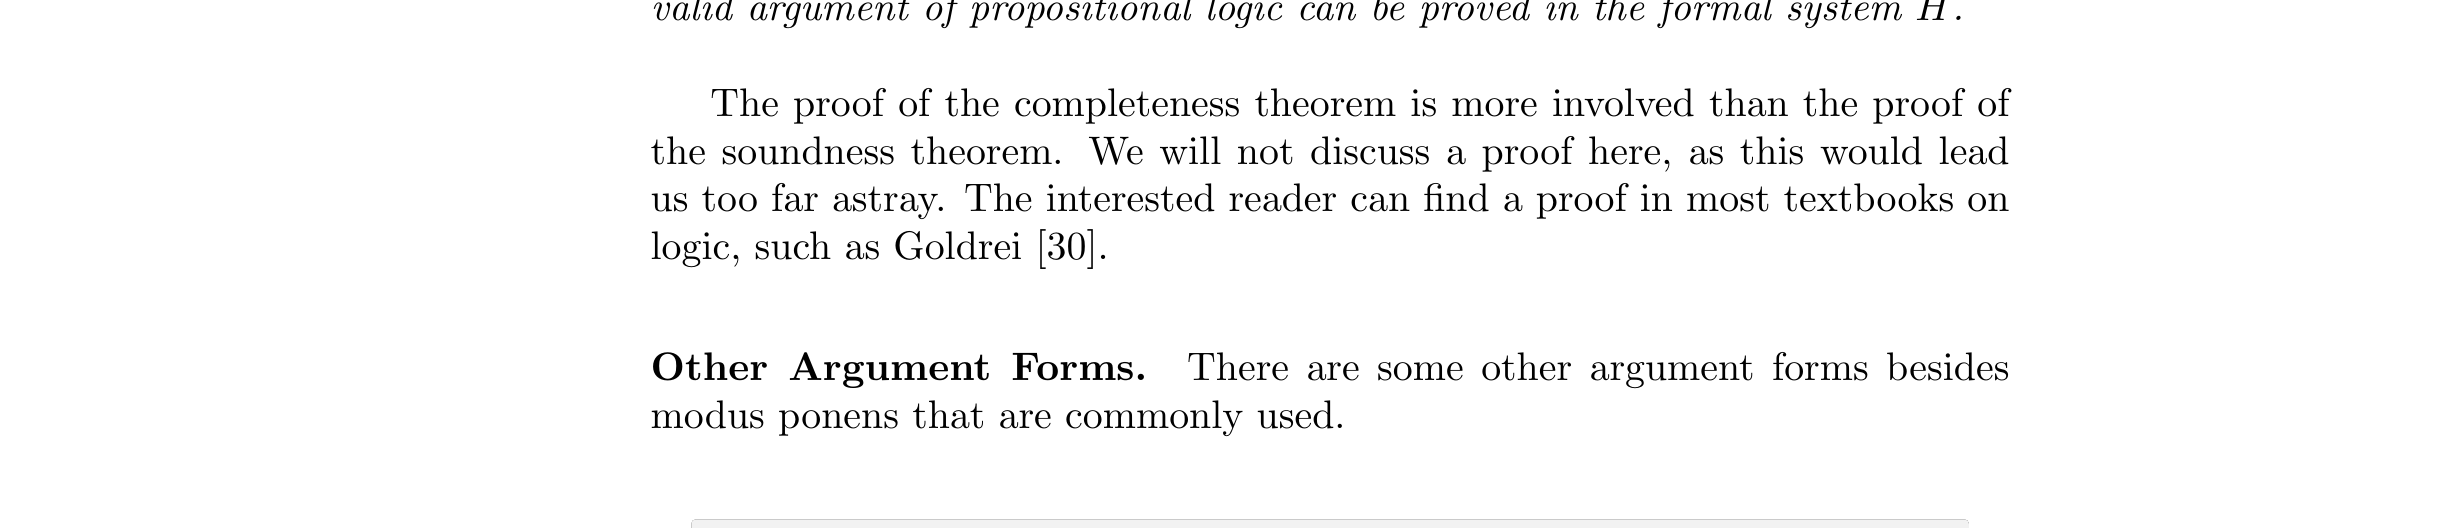 valid argument of propositional logic can be proved in the formal system H.
The proof of the completeness theorem is more involved than the proof of
the soundness theorem. We will not discuss a proof here, as this would lead
us too far astray. The interested reader can find a proof in most textbooks on
logic, such as Goldrei [30].
Other Argument Forms. There are some other argument forms besides
modus ponens that are commonly used.